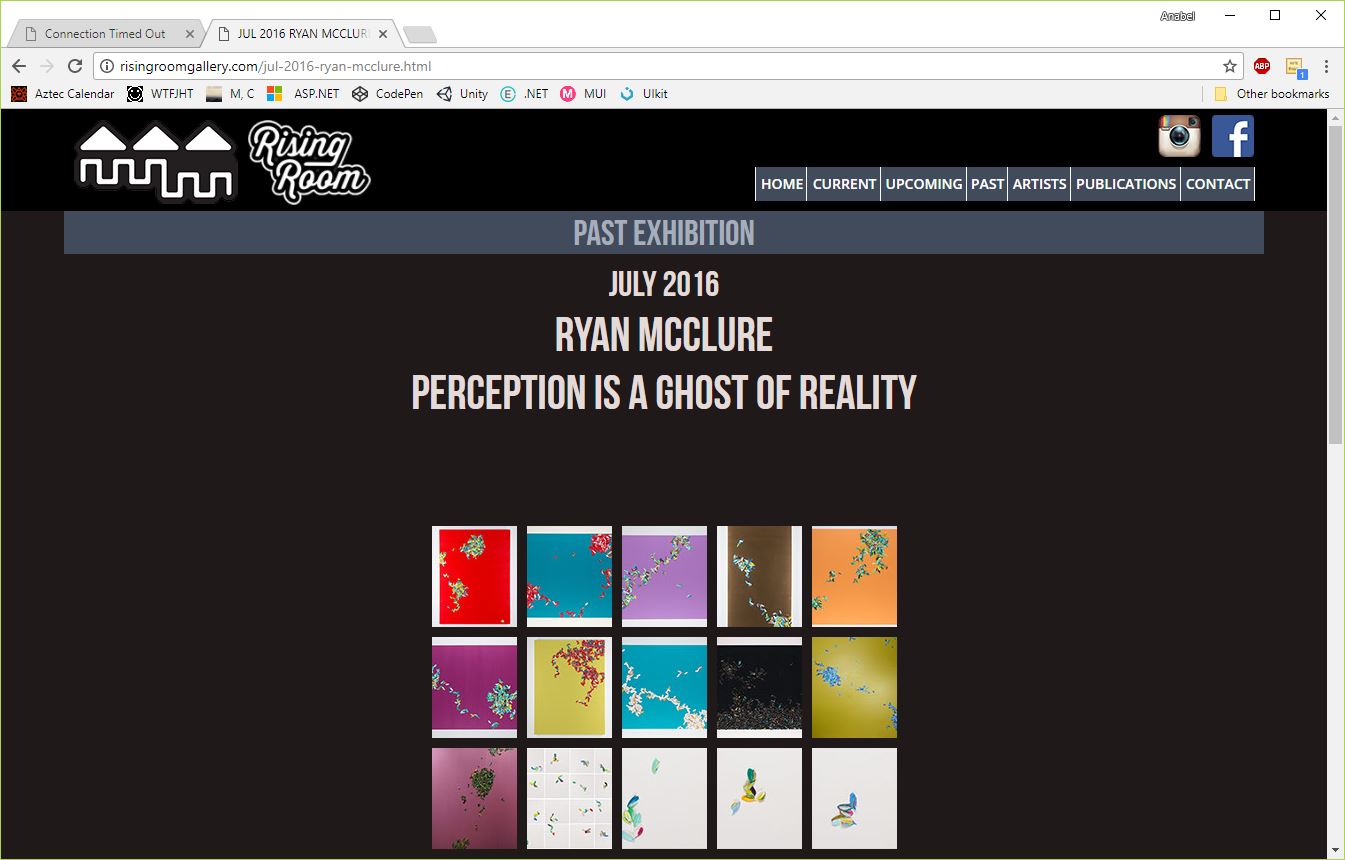 Anabel
Connection Timed Out
JUL 2016 RYAN MCCLUR
risingroomgallery.com/jul-2016-ryan-mcclure.html
ABP
1
Aztec Calendar WTFJHT M, C ASP.NET CodePen Unity E .NET M MUI UIkit Other bookmarks
Rising
Room
f
HOME CURRENT UPCOMING PAST ARTISTS PUBLICATIONS CONTACT
PAST EXHIBITION
JULY 2016
RYAN MCCLURE
PERCEPTION IS A GHOST OF REALITY